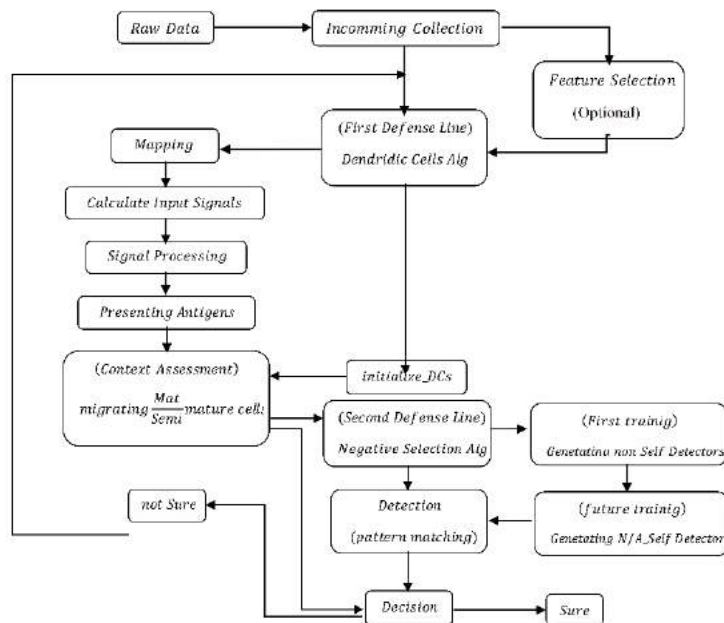 Raw Data
Incomming Collection
Feature Selection
(Optional)
(First Defense Line)
Dendridic Cells Alg
Mapping
Calculate Input Signals
Signal Processing
Presenting Antigens
(Context Assessment)
migrating Mat/Semi mature cells
initialize_DCs
(Second Defense Line)
Negative Selection Alg
(First trainig)
Genetatina non Self Detectors
not Sure
Detection
(pattern matching)
(future trainig)
Genetating N/A_Self Detector
Decision
Sure